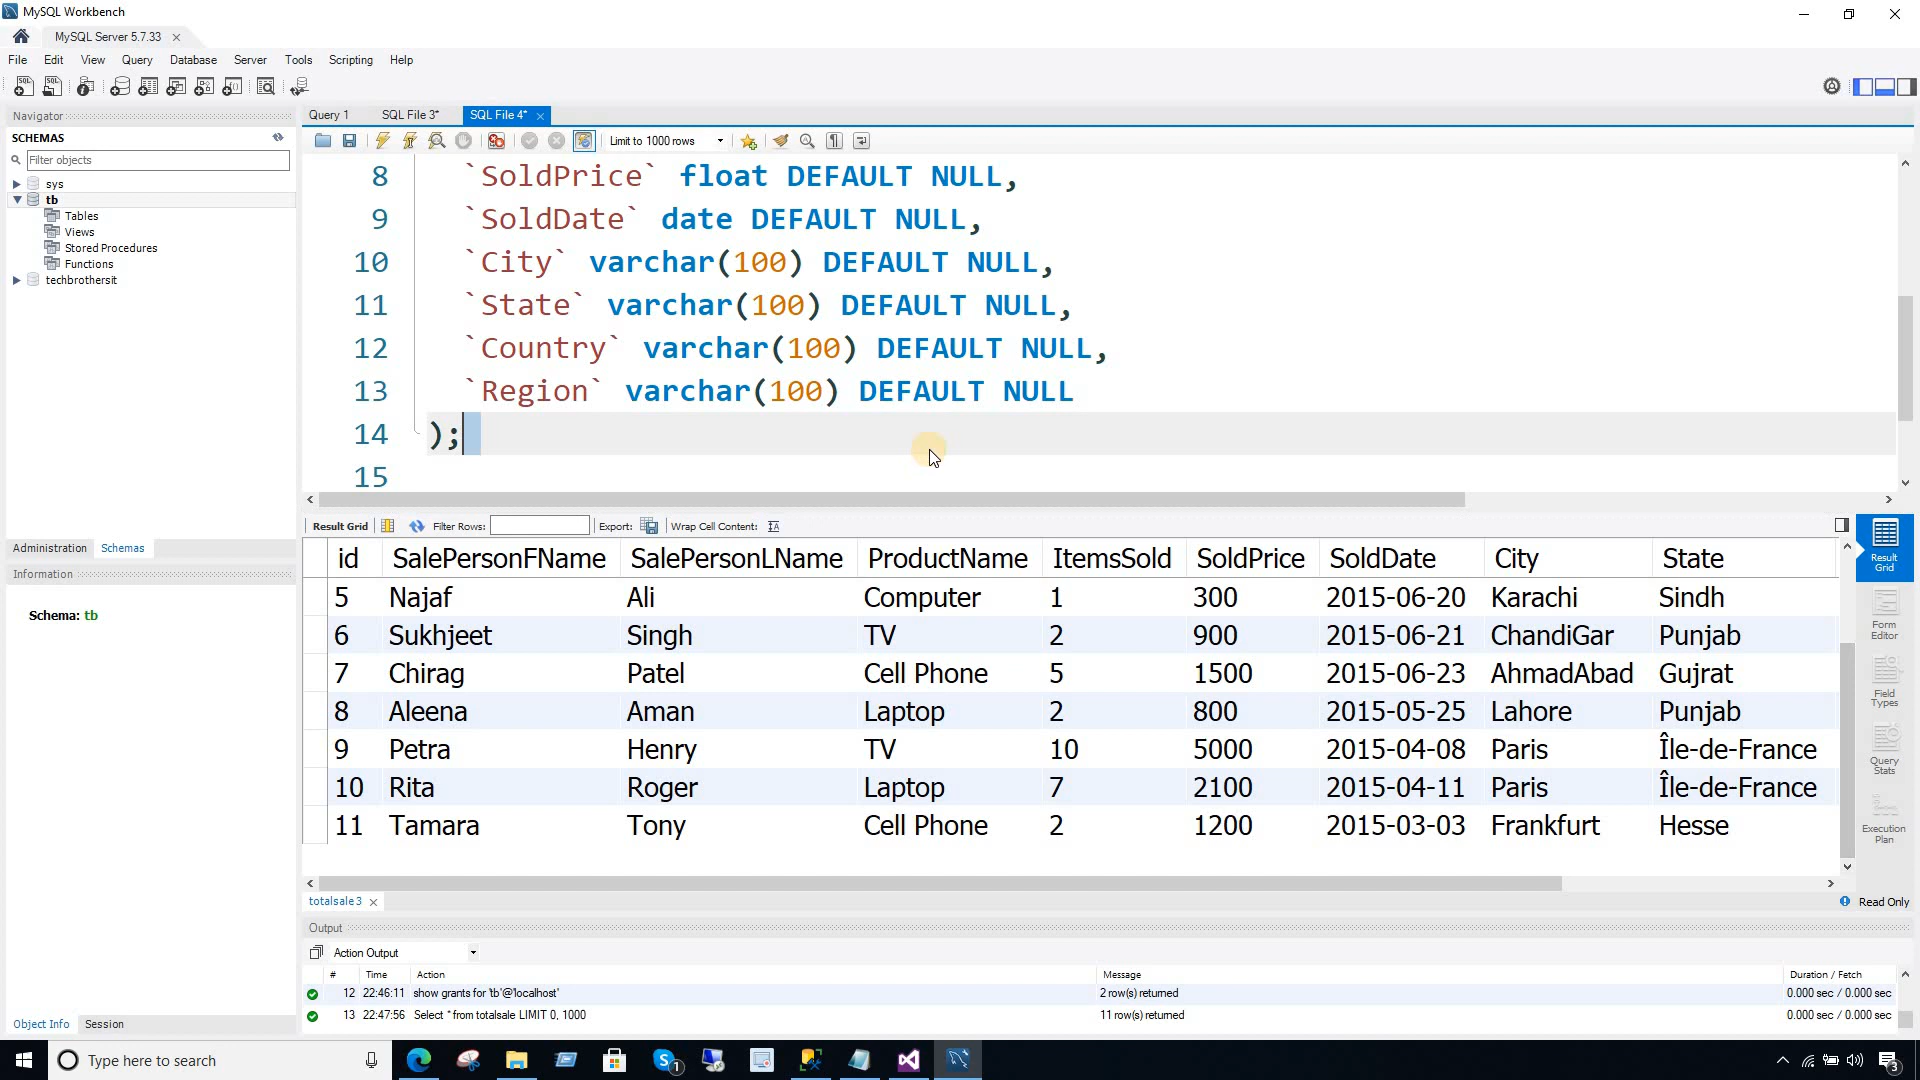 MySQL Workbench
MySQL Server 5.7.33
File Edit View Query Database Server Tools Scripting Help
Navigator
SCHEMAS
Filter objects
sys
tb
Tables
Views
Stored Procedures
Functions
techbrothersit
Administration Schemas
Information
Schema: tb
Object Info Session
Query 1 SQL File 3* SQL File 4*
Limit to 1000 rows
8 `SoldPrice` float DEFAULT NULL,
9 `SoldDate` date DEFAULT NULL,
10 `City` varchar(100) DEFAULT NULL,
11 `State` varchar(100) DEFAULT NULL,
12 `Country` varchar(100) DEFAULT NULL,
13 `Region` varchar(100) DEFAULT NULL
14 );
15
Result Grid Filter Rows: Export: Wrap Cell Content:
id SalePersonFName SalePersonLName ProductName ItemsSold SoldPrice SoldDate City State
5 Najaf Ali Computer 1 300 2015-06-20 Karachi Sindh
6 Sukhjeet Singh TV 2 900 2015-06-21 ChandiGar Punjab
7 Chirag Patel Cell Phone 5 1500 2015-06-23 AhmadAbad Gujrat
8 Aleena Aman Laptop 2 800 2015-05-25 Lahore Punjab
9 Petra Henry TV 10 5000 2015-04-08 Paris Île-de-France
10 Rita Roger Laptop 7 2100 2015-04-11 Paris Île-de-France
11 Tamara Tony Cell Phone 2 1200 2015-03-03 Frankfurt Hesse
Result
Grid
Form
Editor
Field
Types
Query
Stats
Execution
Plan
totalsale 3
Read Only
Output
Action Output
# Time Action Message Duration / Fetch
12 22:46:11 show grants for 'tb'@'localhost' 2 row(s) returned 0.000 sec / 0.000 sec
13 22:47:56 Select * from totalsale LIMIT 0, 1000 11 row(s) returned 0.000 sec / 0.000 sec
Type here to search
1
3